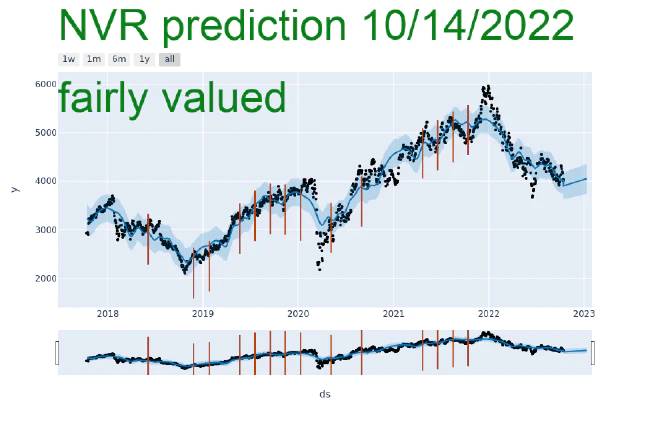 NVR prediction 10/14/2022
1w 1m 6m 1y all
fairly valued
6000
5000
4000
y
3000
2000
2018 2019 2020 2021 2022 2023
ds